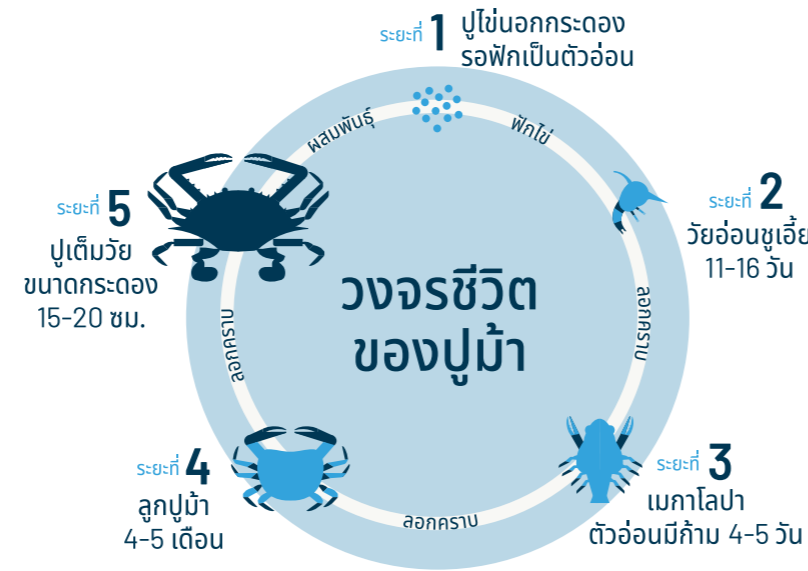 ระยะที่ 1 ปูไข่นอกกระดอง
รอฟักเป็นตัวอ่อน
ผสมพันธุ์
ฟักไข่
ระยะที่ 2
วัยอ่อนซูเอี้ย
11-16 วัน
ลอกคราบ
ระยะที่ 3
เมกาโลปา
ตัวอ่อนมีก้าม 4-5 วัน
ลอกคราบ
ระยะที่ 4
ลูกปูม้า
4-5 เดือน
ลอกคราบ
ระยะที่ 5
ปูเต็มวัย
ขนาดกระดอง
15-20 ซม.
วงจรชีวิต
ของปูม้า